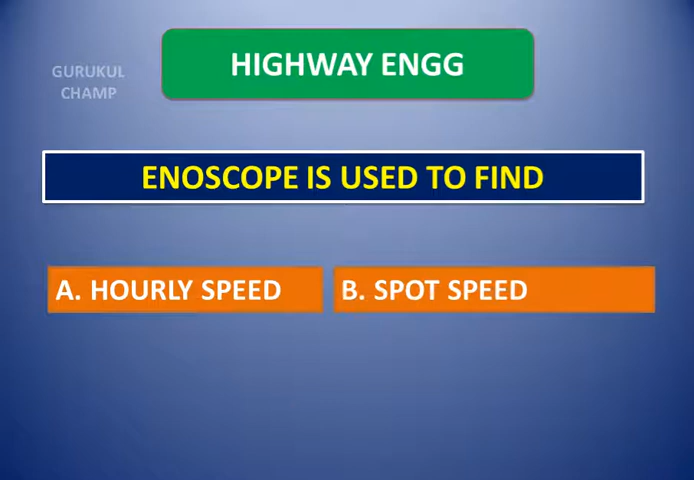 HIGHWAY ENGG
GURUKUL
CHAMP
ENOSCOPE IS USED TO FIND
A. HOURLY SPEED
B. SPOT SPEED